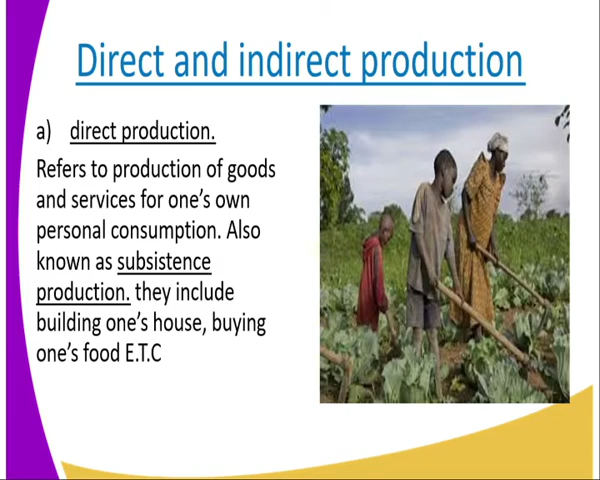 Direct and indirect production
a) direct production.
Refers to production of goods
and services for one’s own
personal consumption. Also
known as subsistence
production. they include
building one’s house, buying
one’s food E.T.C